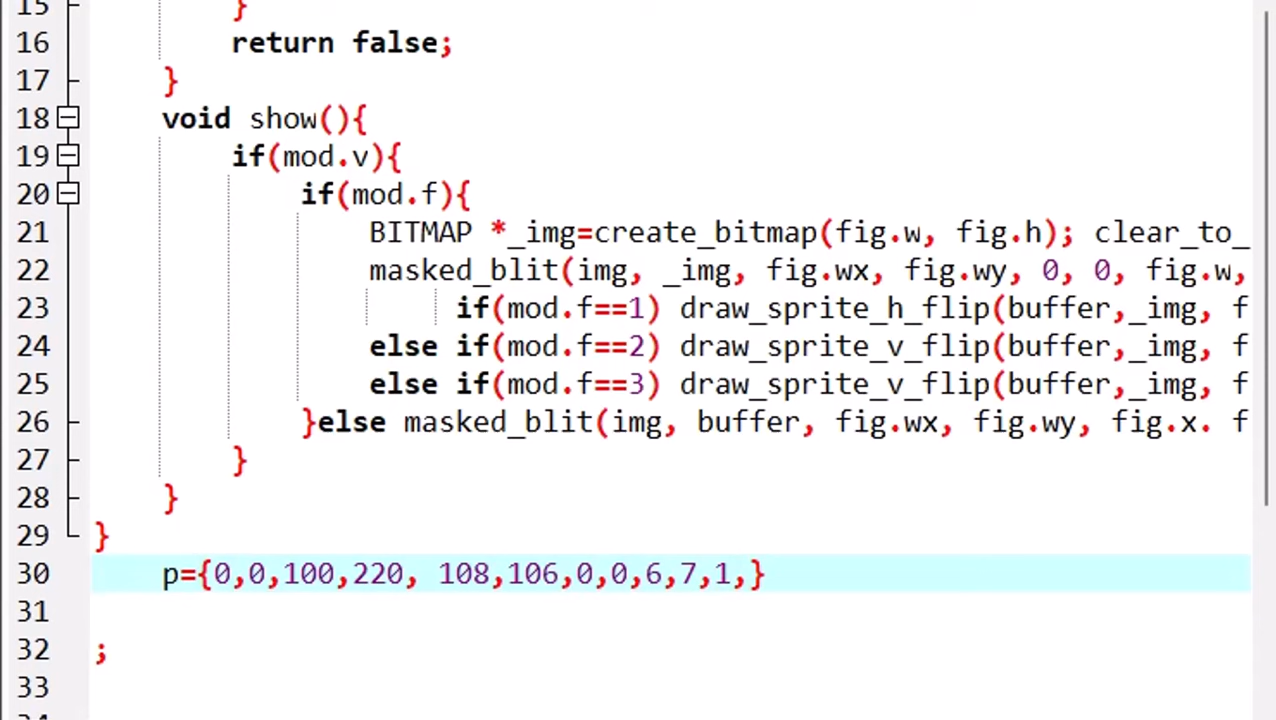 15 }
16 return false;
17 }
18 void show(){
19 if(mod.v){
20 if(mod.f){
21 BITMAP *_img=create_bitmap(fig.w, fig.h); clear_to_
22 masked_blit(img, _img, fig.wx, fig.wy, 0, 0, fig.w,
23 if(mod.f==1) draw_sprite_h_flip(buffer,_img, f
24 else if(mod.f==2) draw_sprite_v_flip(buffer,_img, f
25 else if(mod.f==3) draw_sprite_v_flip(buffer,_img, f
26 }else masked_blit(img, buffer, fig.wx, fig.wy, fig.x. f
27 }
28 }
29 }
30 p={0,0,100,220, 108,106,0,0,6,7,1,}
31
32 ;
33
34